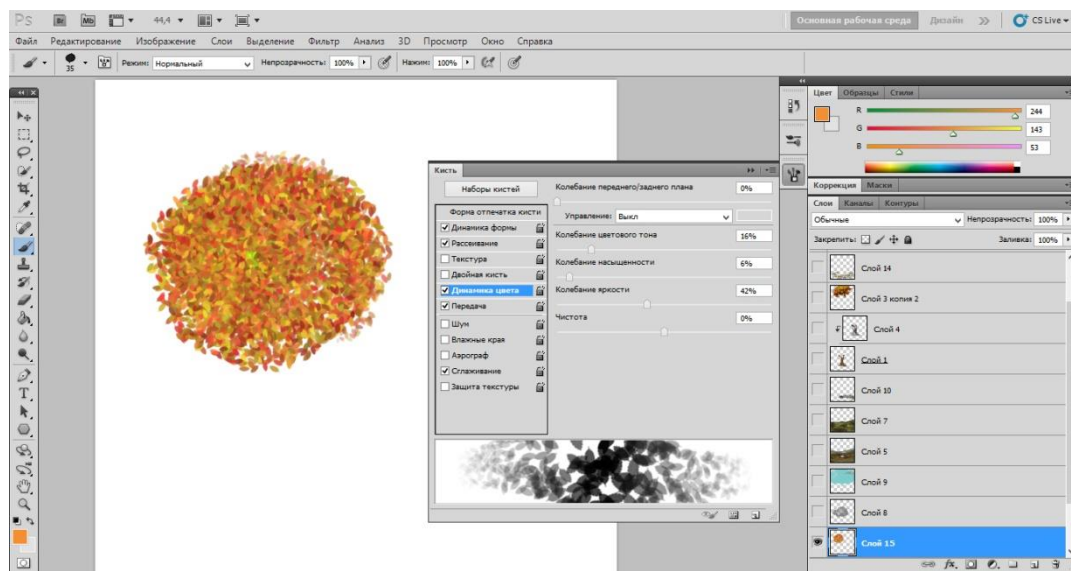 Ps Br Mb 44,4 Основная рабочая среда Дизайн CS Live
Файл Редактирование Изображение Слои Выделение Фильтр Анализ 3D Просмотр Окно Справка
35 Режим: Нормальный Непрозрачность: 100% Нажим: 100%
Цвет Образцы Стили
R 244
G 143
B 53
Коррекция Маски
Слои Каналы Контуры
Обычные Непрозрачность: 100%
Закрепить: Заливка: 100%
Слой 14
Слой 3 копия 2
Слой 4
Слой 1
Слой 10
Слой 7
Слой 5
Слой 9
Слой 8
Слой 15
fx
Кисть
Наборы кистей
Форма отпечатка кисти
Динамика формы
Рассеивание
Текстура
Двойная кисть
Динамика цвета
Передача
Шум
Влажные края
Аэрограф
Сглаживание
Защита текстуры
Колебание переднего/заднего плана 0%
Управление: Выкл
Колебание цветового тона 16%
Колебание насыщенности 6%
Колебание яркости 42%
Чистота 0%
T